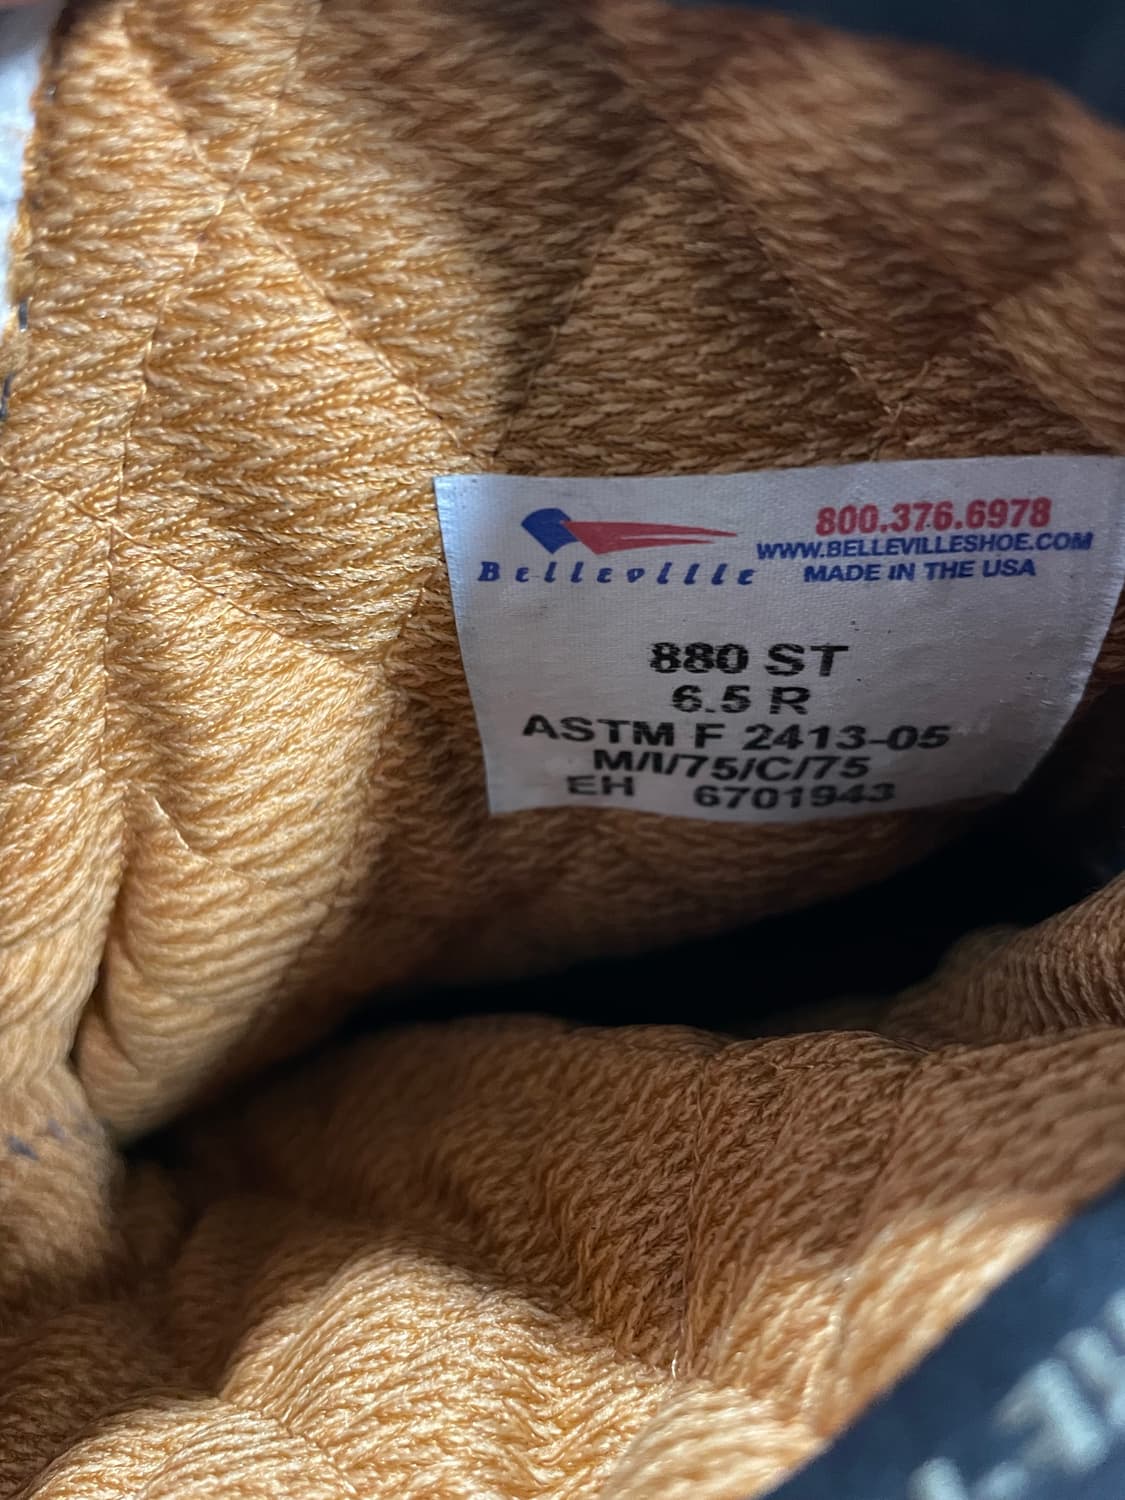 Belleville
800.376.6978
WWW.BELLEVILLESHOE.COM
MADE IN THE USA
880 ST
6.5 R
ASTM F 2413-05
M/I/75/C/75
EH 6701943